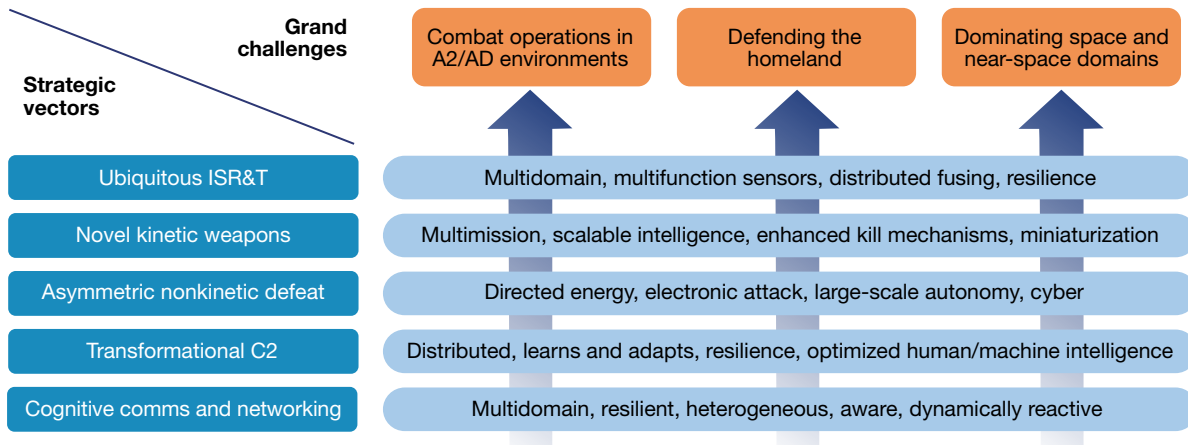 Grand
challenges
Strategic
vectors
Combat operations in
A2/AD environments
Defending the
homeland
Dominating space and
near-space domains
Ubiquitous ISR&T
Multidomain, multifunction sensors, distributed fusing, resilience
Novel kinetic weapons
Multimission, scalable intelligence, enhanced kill mechanisms, miniaturization
Asymmetric nonkinetic defeat
Directed energy, electronic attack, large-scale autonomy, cyber
Transformational C2
Distributed, learns and adapts, resilience, optimized human/machine intelligence
Cognitive comms and networking
Multidomain, resilient, heterogeneous, aware, dynamically reactive